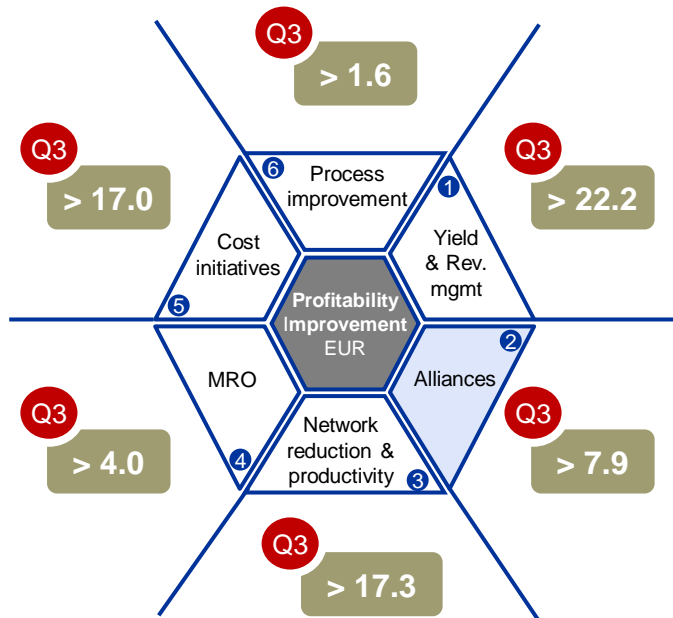 Q3
> 1.6
Q3
> 17.0
Q3
> 22.2
6
Process
improvement
1
Yield
& Rev.
mgmt
Cost
initiatives
5
Profitability
Improvement
EUR
2
Alliances
MRO
4
Network
reduction &
productivity
3
Q3
> 4.0
Q3
> 7.9
Q3
> 17.3